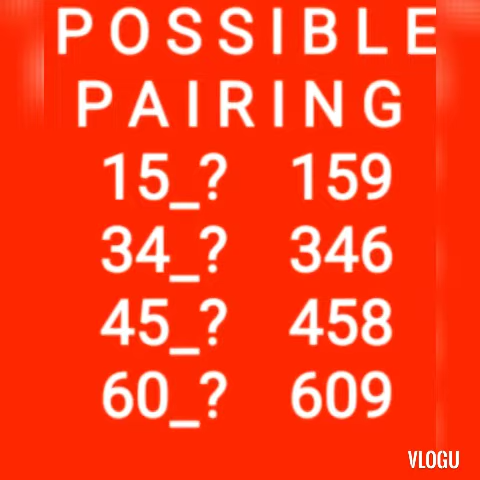 POSSIBLE
PAIRING
15_? 159
34_? 346
45_? 458
60_? 609
VLOGU